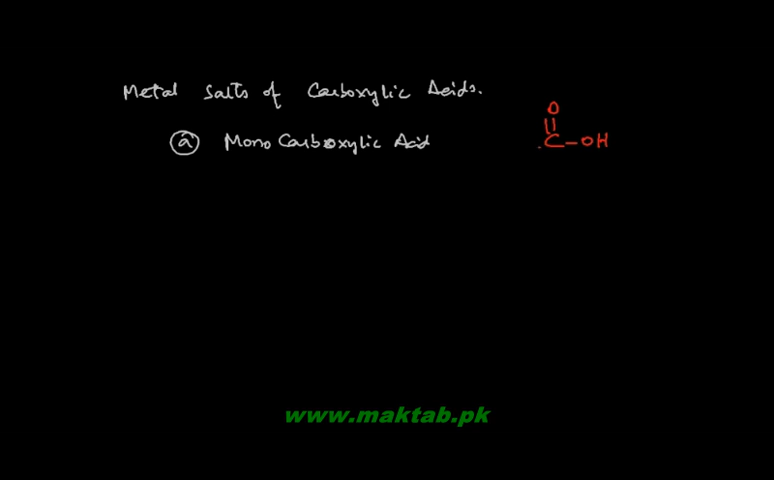 Metal Salts of Carboxylic Acids.
(a) Mono Carboxylic Acid
O
||
C-OH
www.maktab.pk